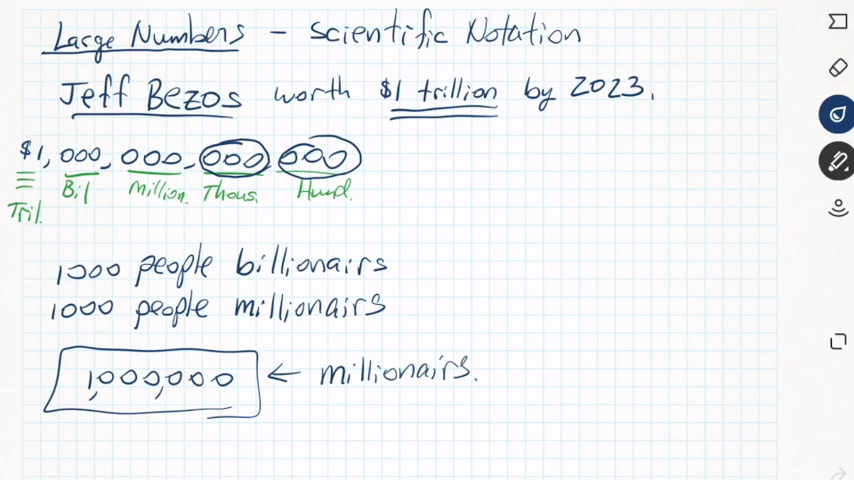 Large Numbers - Scientific Notation
Jeff Bezos worth $1 trillion by 2023.
$1,000,000,000,000
Tril. Bil Million. Thous. Hund.
1000 people billionairs
1000 people millionairs
1,000,000 ← millionairs.